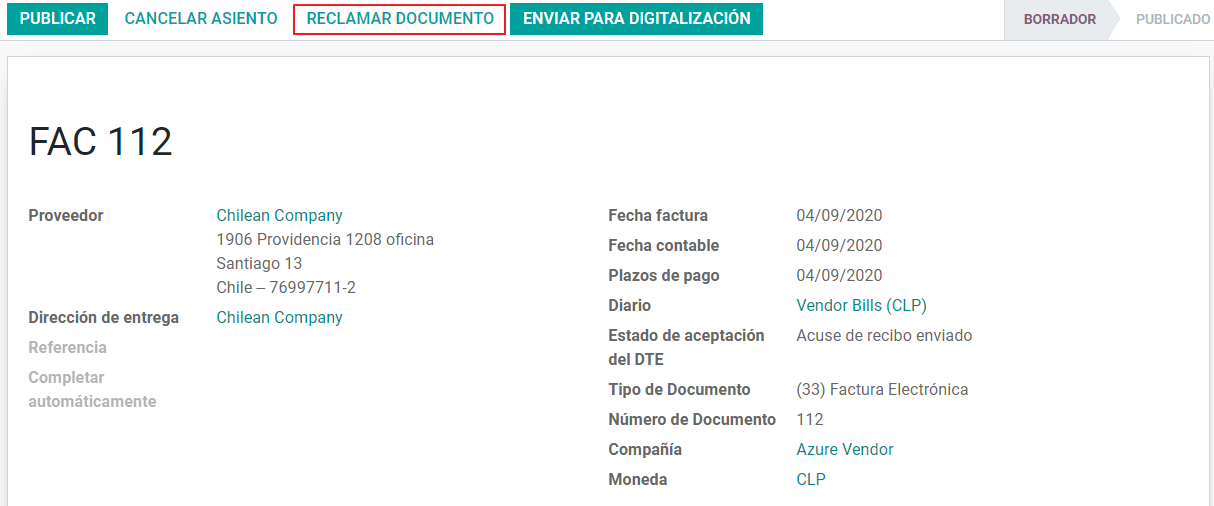 PUBLICAR CANCELAR ASIENTO RECLAMAR DOCUMENTO ENVIAR PARA DIGITALIZACIÓN BORRADOR PUBLICADO
FAC 112
Proveedor Chilean Company
1906 Providencia 1208 oficina
Santiago 13
Chile – 76997711-2
Dirección de entrega Chilean Company
Referencia
Completar
automáticamente
Fecha factura 04/09/2020
Fecha contable 04/09/2020
Plazos de pago 04/09/2020
Diario Vendor Bills (CLP)
Estado de aceptación Acuse de recibo enviado
del DTE
Tipo de Documento (33) Factura Electrónica
Número de Documento 112
Compañía Azure Vendor
Moneda CLP